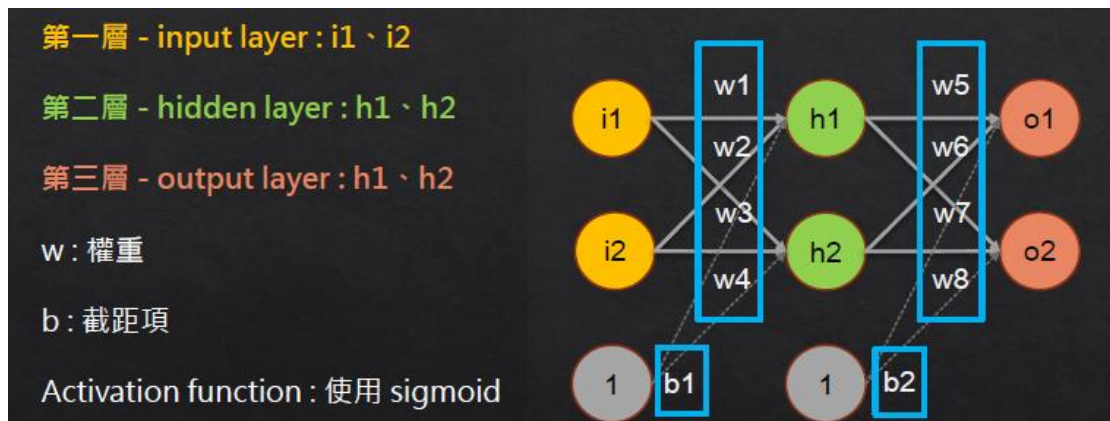 第一層 - input layer : i1、i2
第二層 - hidden layer : h1、h2
第三層 - output layer : h1、h2
w : 權重
b : 截距項
Activation function : 使用 sigmoid
i1
w1
h1
w5
o1
w2
w6
w3
w7
i2
h2
o2
w4
w8
1
b1
1
b2